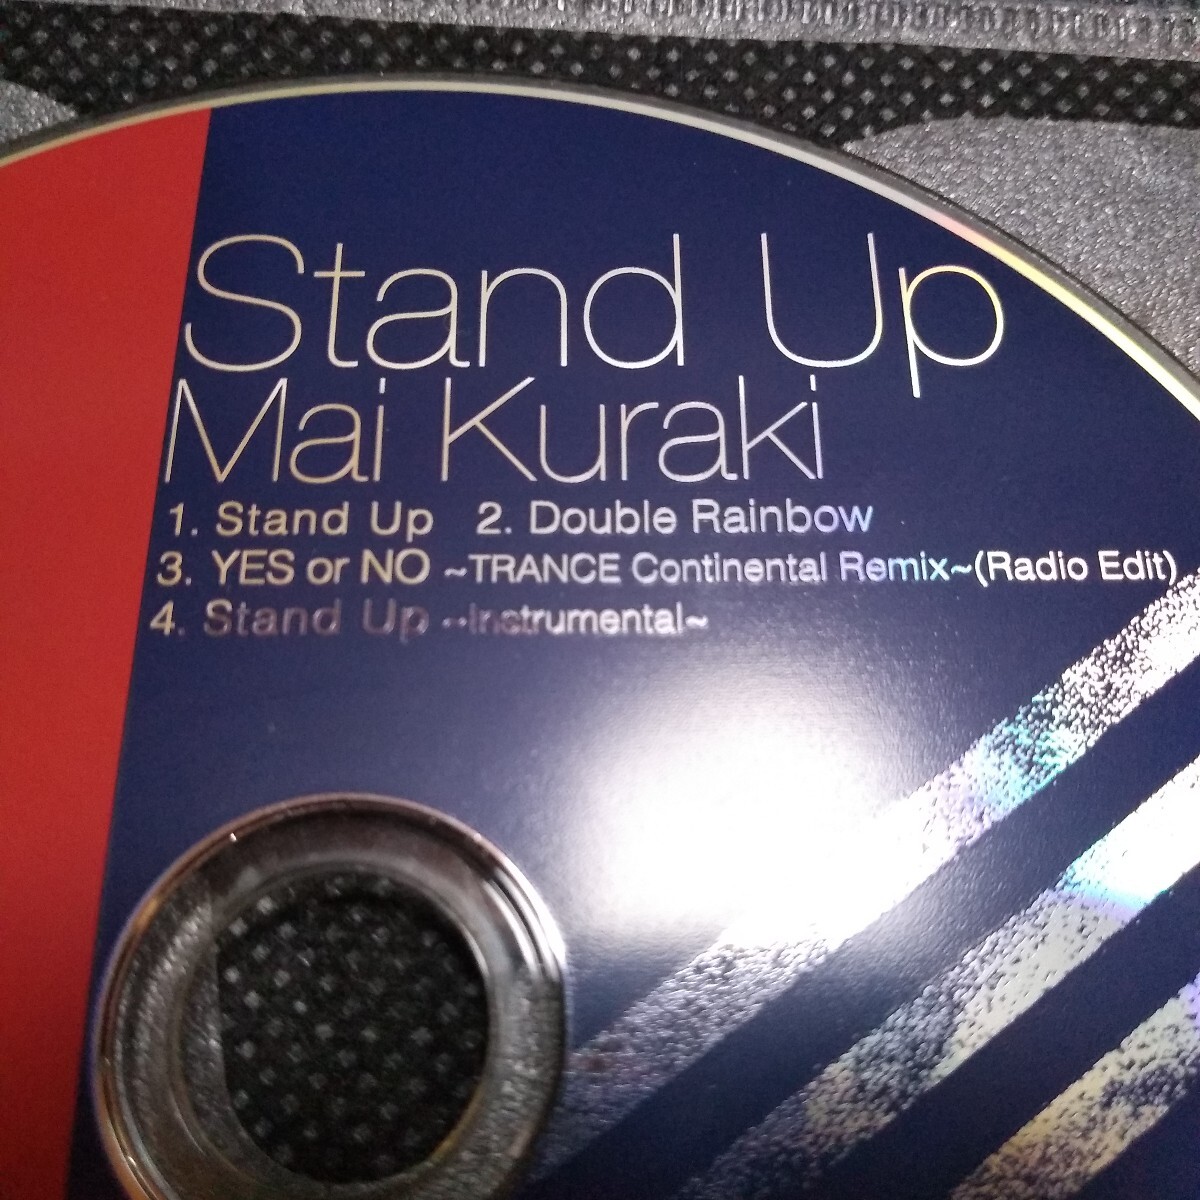 Stand Up
Mai Kuraki
1. Stand Up 2. Double Rainbow
3. YES or NO ~TRANCE Continental Remix~(Radio Edit)
4. Stand Up ~Instrumental~